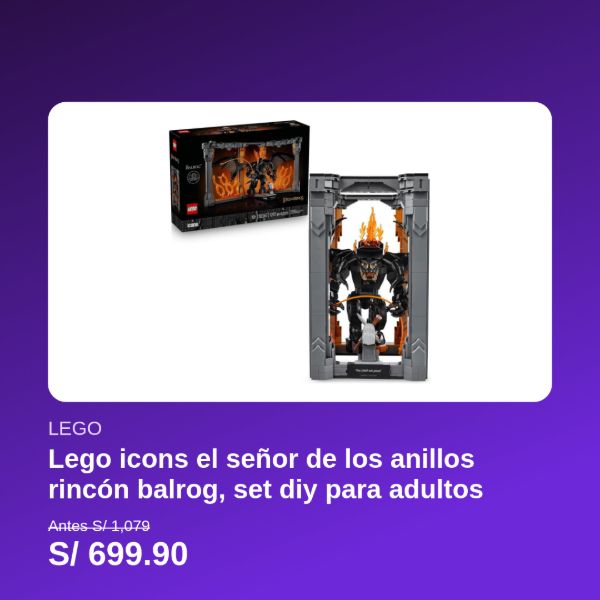 LEGO
Lego icons el señor de los anillos
rincón balrog, set diy para adultos
Antes S/ 1,079
S/ 699.90